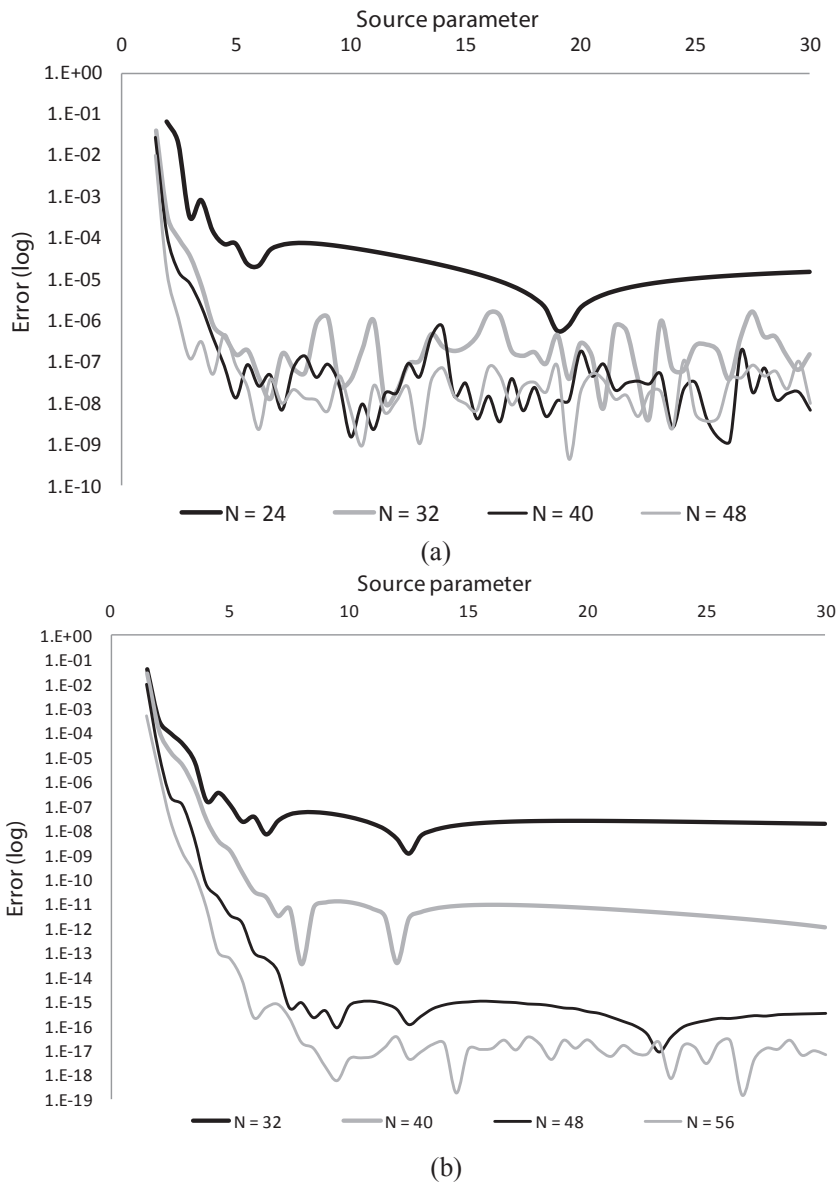 Source parameter
0 5 10 15 20 25 30
1.E+00
1.E-01
1.E-02
1.E-03
1.E-04
1.E-05
1.E-06
1.E-07
1.E-08
1.E-09
1.E-10
Error (log)
N = 24 N = 32 N = 40 N = 48
(a)
Source parameter
0 5 10 15 20 25 30
1.E+00
1.E-01
1.E-02
1.E-03
1.E-04
1.E-05
1.E-06
1.E-07
1.E-08
1.E-09
1.E-10
1.E-11
1.E-12
1.E-13
1.E-14
1.E-15
1.E-16
1.E-17
1.E-18
1.E-19
Error (log)
N = 32 N = 40 N = 48 N = 56
(b)